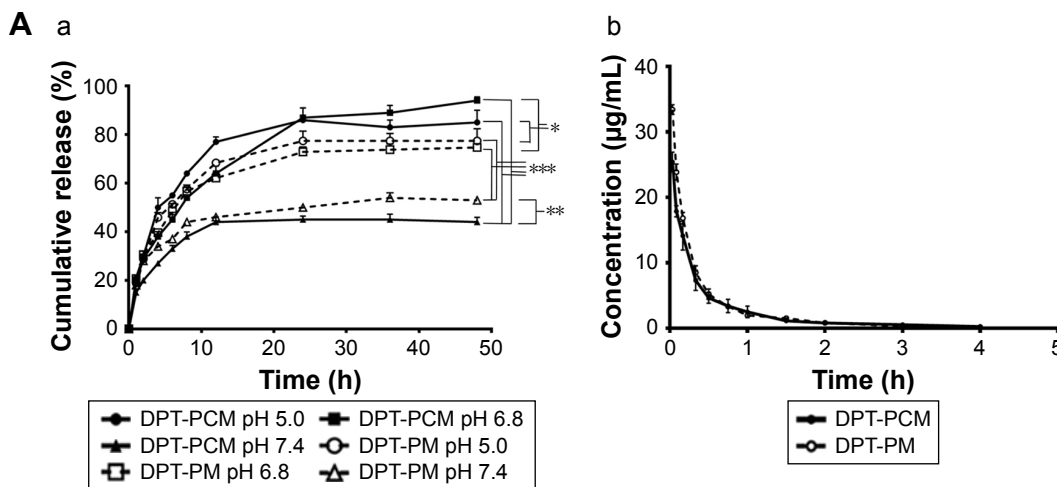 A a
b
Cumulative release (%)
100
80
60
40
20
0
0 10 20 30 40 50
Time (h)
*
***
**
DPT-PCM pH 5.0 DPT-PCM pH 6.8
DPT-PCM pH 7.4 DPT-PM pH 5.0
DPT-PM pH 6.8 DPT-PM pH 7.4
Concentration (µg/mL)
40
30
20
10
0
0 1 2 3 4 5
Time (h)
DPT-PCM
DPT-PM